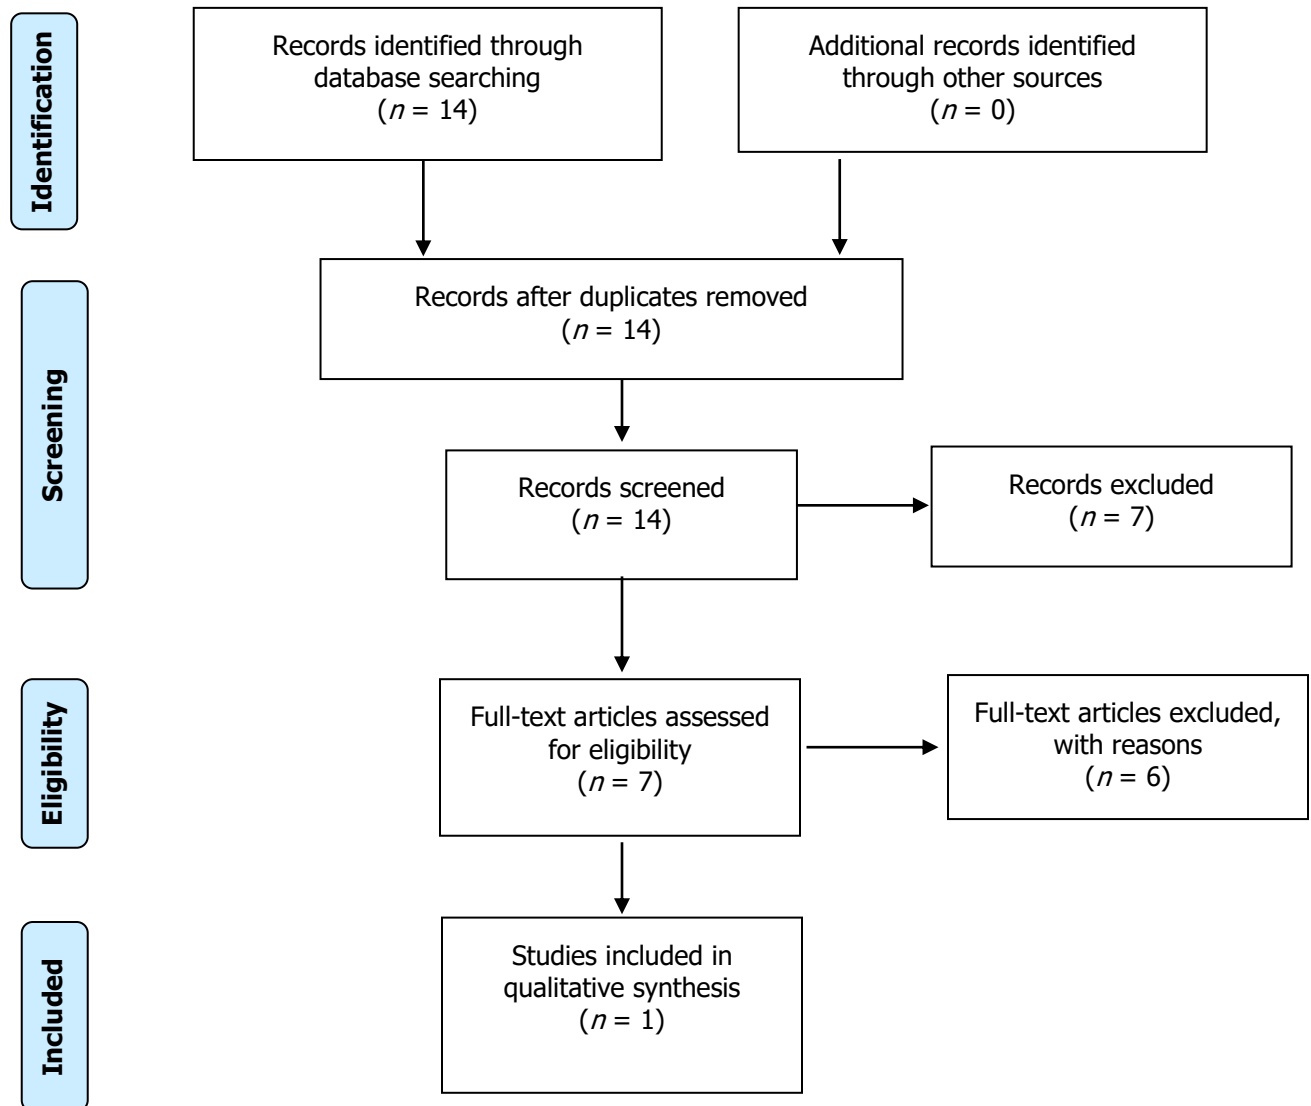 Identification
Records identified through
database searching
(n = 14)
Additional records identified
through other sources
(n = 0)
Screening
Records after duplicates removed
(n = 14)
Records screened
(n = 14)
Records excluded
(n = 7)
Eligibility
Full-text articles assessed
for eligibility
(n = 7)
Full-text articles excluded,
with reasons
(n = 6)
Included
Studies included in
qualitative synthesis
(n = 1)